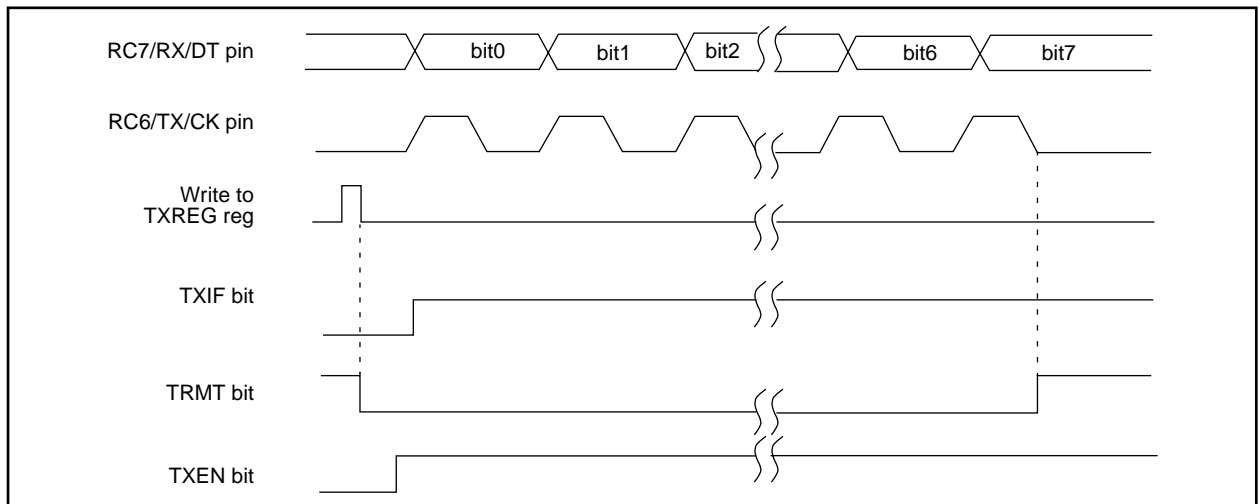 RC7/RX/DT pin
bit0
bit1
bit2
bit6
bit7
RC6/TX/CK pin
Write to
TXREG reg
TXIF bit
TRMT bit
TXEN bit